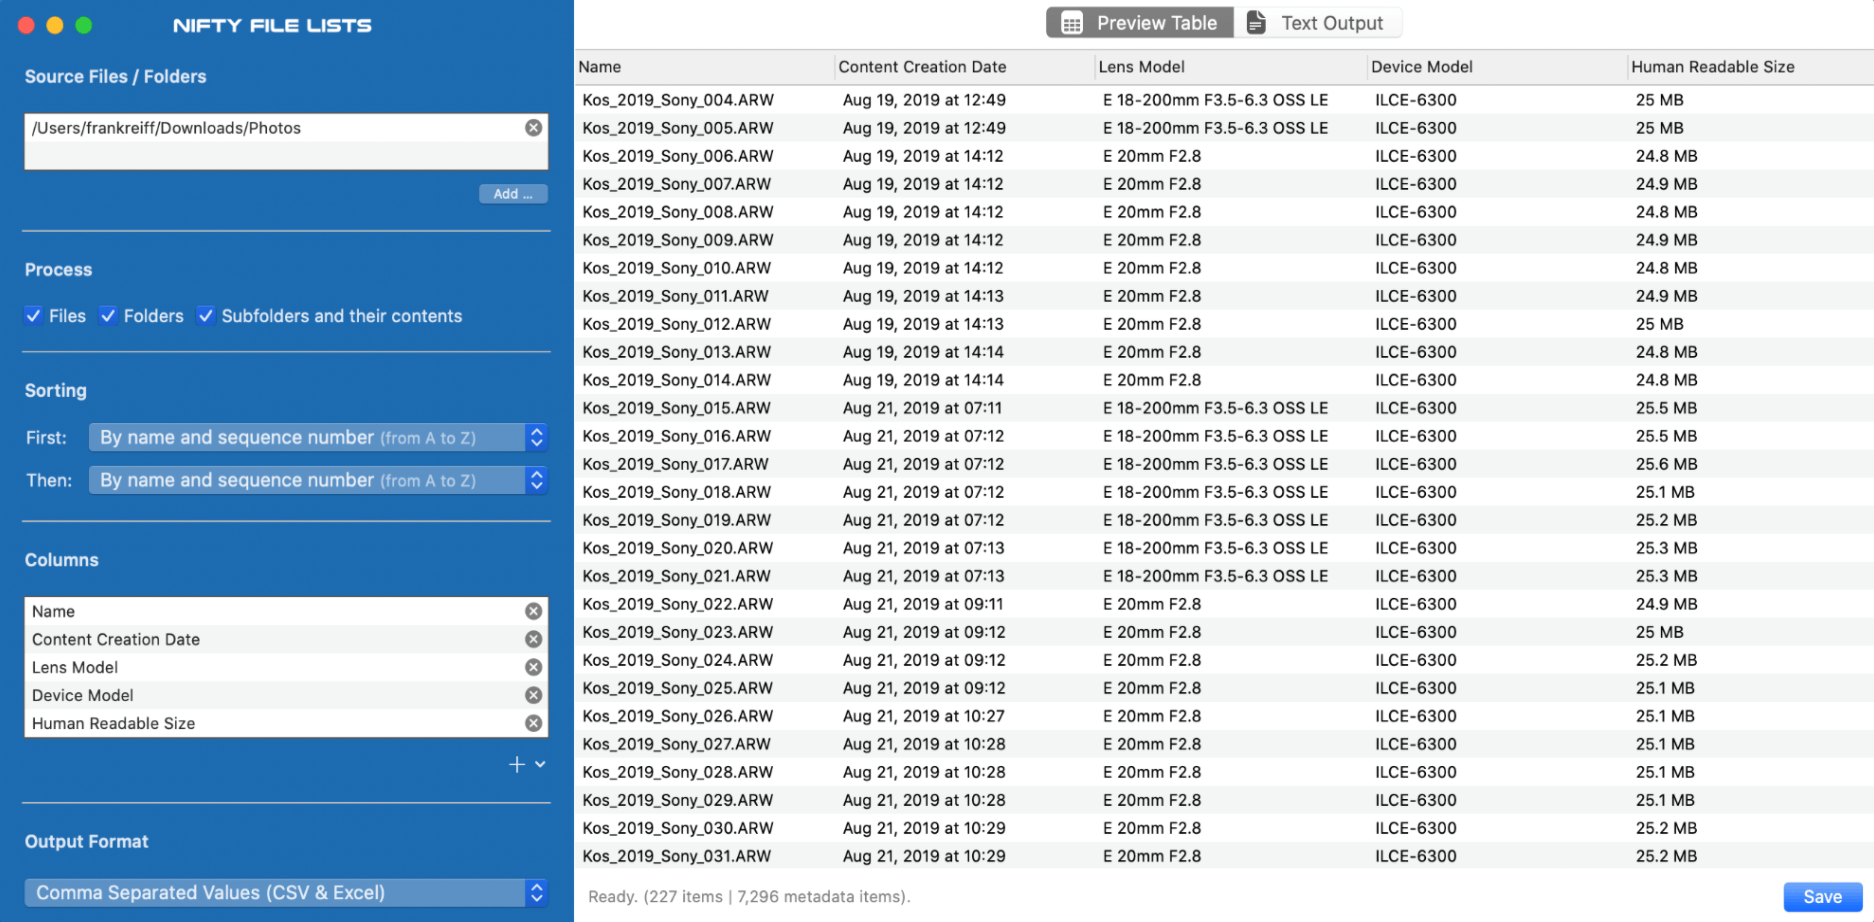 NIFTY FILE LISTS
Source Files / Folders
/Users/frankreiff/Downloads/Photos
Add ...
Process
Files Folders Subfolders and their contents
Sorting
First: By name and sequence number (from A to Z)
Then: By name and sequence number (from A to Z)
Columns
Name
Content Creation Date
Lens Model
Device Model
Human Readable Size
Output Format
Comma Separated Values (CSV & Excel)
Preview Table Text Output
Name Content Creation Date Lens Model Device Model Human Readable Size
Kos_2019_Sony_004.ARW Aug 19, 2019 at 12:49 E 18-200mm F3.5-6.3 OSS LE ILCE-6300 25 MB
Kos_2019_Sony_005.ARW Aug 19, 2019 at 12:49 E 18-200mm F3.5-6.3 OSS LE ILCE-6300 25 MB
Kos_2019_Sony_006.ARW Aug 19, 2019 at 14:12 E 20mm F2.8 ILCE-6300 24.8 MB
Kos_2019_Sony_007.ARW Aug 19, 2019 at 14:12 E 20mm F2.8 ILCE-6300 24.9 MB
Kos_2019_Sony_008.ARW Aug 19, 2019 at 14:12 E 20mm F2.8 ILCE-6300 24.8 MB
Kos_2019_Sony_009.ARW Aug 19, 2019 at 14:12 E 20mm F2.8 ILCE-6300 24.9 MB
Kos_2019_Sony_010.ARW Aug 19, 2019 at 14:12 E 20mm F2.8 ILCE-6300 24.8 MB
Kos_2019_Sony_011.ARW Aug 19, 2019 at 14:13 E 20mm F2.8 ILCE-6300 24.9 MB
Kos_2019_Sony_012.ARW Aug 19, 2019 at 14:13 E 20mm F2.8 ILCE-6300 25 MB
Kos_2019_Sony_013.ARW Aug 19, 2019 at 14:14 E 20mm F2.8 ILCE-6300 24.8 MB
Kos_2019_Sony_014.ARW Aug 19, 2019 at 14:14 E 20mm F2.8 ILCE-6300 24.8 MB
Kos_2019_Sony_015.ARW Aug 21, 2019 at 07:11 E 18-200mm F3.5-6.3 OSS LE ILCE-6300 25.5 MB
Kos_2019_Sony_016.ARW Aug 21, 2019 at 07:12 E 18-200mm F3.5-6.3 OSS LE ILCE-6300 25.5 MB
Kos_2019_Sony_017.ARW Aug 21, 2019 at 07:12 E 18-200mm F3.5-6.3 OSS LE ILCE-6300 25.6 MB
Kos_2019_Sony_018.ARW Aug 21, 2019 at 07:12 E 18-200mm F3.5-6.3 OSS LE ILCE-6300 25.1 MB
Kos_2019_Sony_019.ARW Aug 21, 2019 at 07:12 E 18-200mm F3.5-6.3 OSS LE ILCE-6300 25.2 MB
Kos_2019_Sony_020.ARW Aug 21, 2019 at 07:13 E 18-200mm F3.5-6.3 OSS LE ILCE-6300 25.3 MB
Kos_2019_Sony_021.ARW Aug 21, 2019 at 07:13 E 18-200mm F3.5-6.3 OSS LE ILCE-6300 25.3 MB
Kos_2019_Sony_022.ARW Aug 21, 2019 at 09:11 E 20mm F2.8 ILCE-6300 24.9 MB
Kos_2019_Sony_023.ARW Aug 21, 2019 at 09:12 E 20mm F2.8 ILCE-6300 25 MB
Kos_2019_Sony_024.ARW Aug 21, 2019 at 09:12 E 20mm F2.8 ILCE-6300 25.2 MB
Kos_2019_Sony_025.ARW Aug 21, 2019 at 09:12 E 20mm F2.8 ILCE-6300 25.1 MB
Kos_2019_Sony_026.ARW Aug 21, 2019 at 10:27 E 20mm F2.8 ILCE-6300 25.1 MB
Kos_2019_Sony_027.ARW Aug 21, 2019 at 10:28 E 20mm F2.8 ILCE-6300 25.1 MB
Kos_2019_Sony_028.ARW Aug 21, 2019 at 10:28 E 20mm F2.8 ILCE-6300 25.1 MB
Kos_2019_Sony_029.ARW Aug 21, 2019 at 10:28 E 20mm F2.8 ILCE-6300 25.1 MB
Kos_2019_Sony_030.ARW Aug 21, 2019 at 10:29 E 20mm F2.8 ILCE-6300 25.2 MB
Kos_2019_Sony_031.ARW Aug 21, 2019 at 10:29 E 20mm F2.8 ILCE-6300 25.2 MB
Ready. (227 items | 7,296 metadata items).
Save